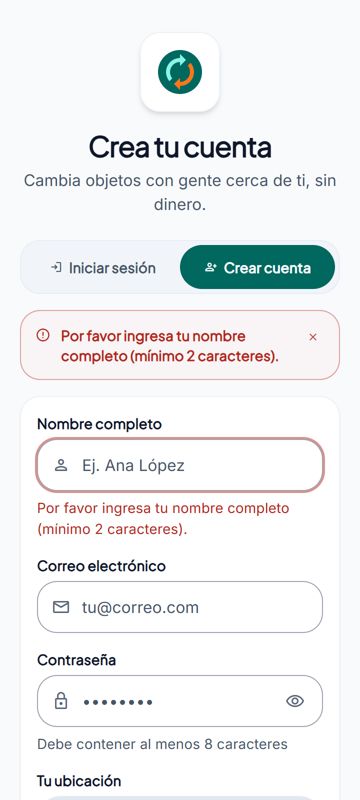 Crea tu cuenta
Cambia objetos con gente cerca de ti, sin
dinero.
Iniciar sesión
Crear cuenta
Por favor ingresa tu nombre
completo (mínimo 2 caracteres).
Nombre completo
Ej. Ana López
Por favor ingresa tu nombre completo
(mínimo 2 caracteres).
Correo electrónico
tu@correo.com
Contraseña
••••••••
Debe contener al menos 8 caracteres
Tu ubicación